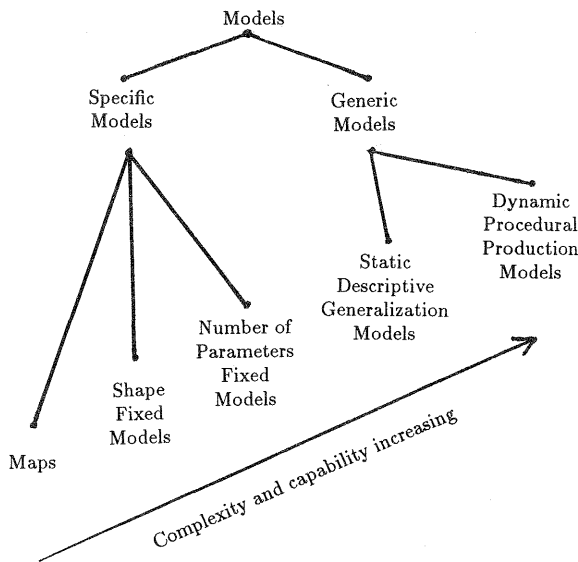 Models
Specific
Models
Generic
Models
Dynamic
Procedural
Production
Models
Static
Descriptive
Generalization
Models
Number of
Parameters
Fixed
Models
Shape
Fixed
Models
Maps
Complexity and capability increasing